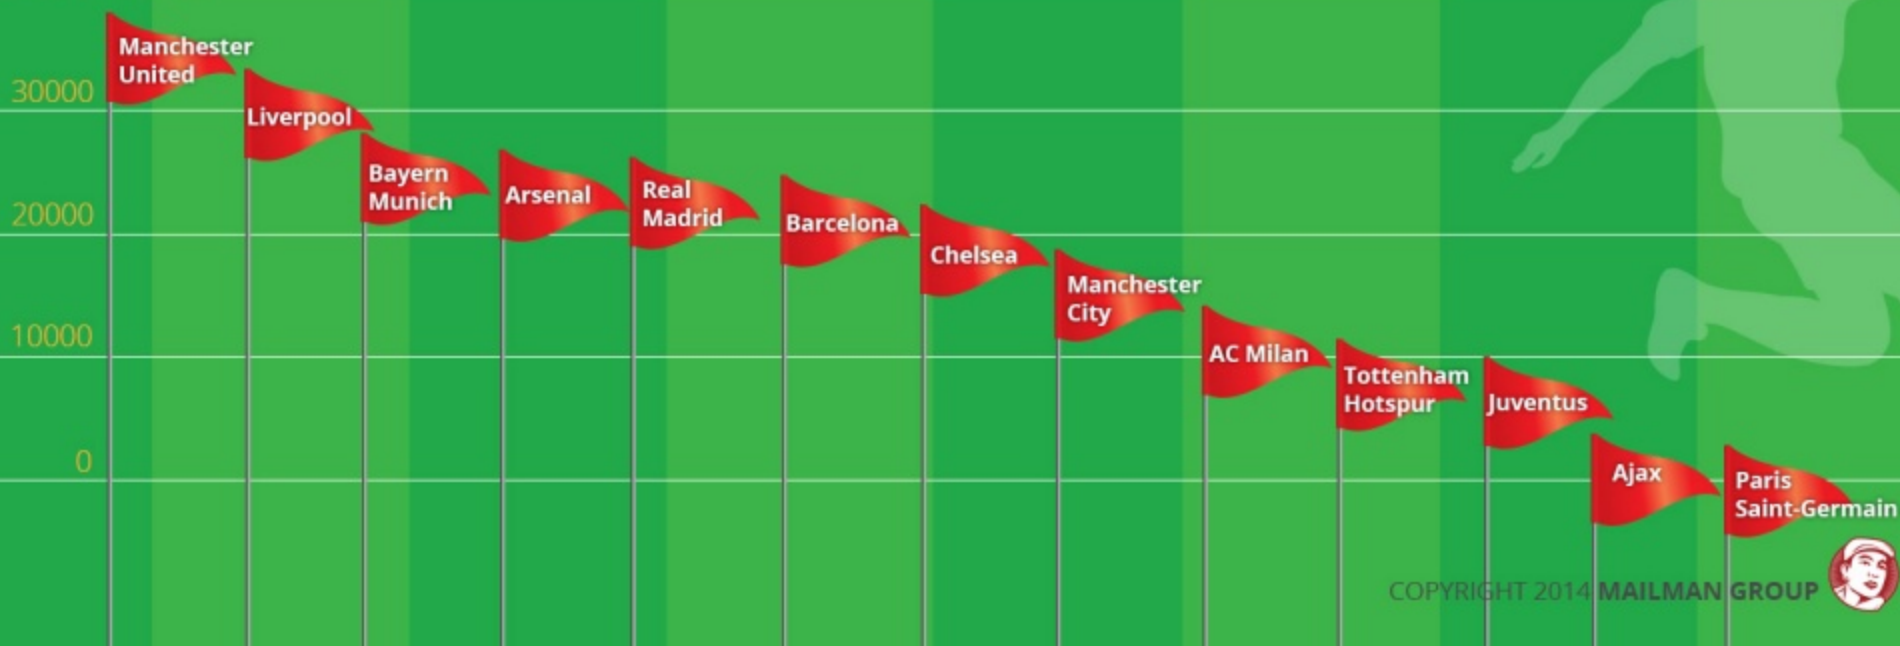 Manchester
United
30000
Liverpool
Bayern
Munich
Arsenal
Real
Madrid
20000
Barcelona
Chelsea
Manchester
City
10000
AC Milan
Tottenham
Hotspur
Juventus
0
Ajax
Paris
Saint-Germain
COPYRIGHT 2014 MAILMAN GROUP